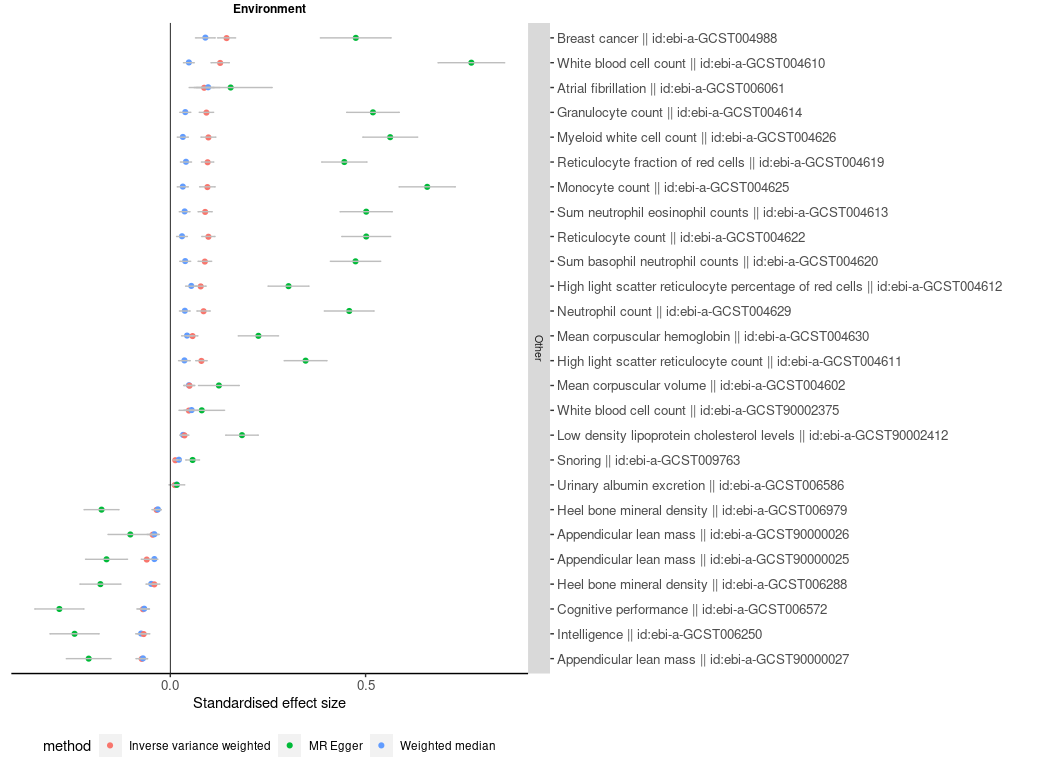 Environment
Breast cancer || id:ebi-a-GCST004988
White blood cell count || id:ebi-a-GCST004610
Atrial fibrillation || id:ebi-a-GCST006061
Granulocyte count || id:ebi-a-GCST004614
Myeloid white cell count || id:ebi-a-GCST004626
Reticulocyte fraction of red cells || id:ebi-a-GCST004619
Monocyte count || id:ebi-a-GCST004625
Sum neutrophil eosinophil counts || id:ebi-a-GCST004613
Reticulocyte count || id:ebi-a-GCST004622
Sum basophil neutrophil counts || id:ebi-a-GCST004620
High light scatter reticulocyte percentage of red cells || id:ebi-a-GCST004612
Neutrophil count || id:ebi-a-GCST004629
Mean corpuscular hemoglobin || id:ebi-a-GCST004630
Other
High light scatter reticulocyte count || id:ebi-a-GCST004611
Mean corpuscular volume || id:ebi-a-GCST004602
White blood cell count || id:ebi-a-GCST90002375
Low density lipoprotein cholesterol levels || id:ebi-a-GCST90002412
Snoring || id:ebi-a-GCST009763
Urinary albumin excretion || id:ebi-a-GCST006586
Heel bone mineral density || id:ebi-a-GCST006979
Appendicular lean mass || id:ebi-a-GCST90000026
Appendicular lean mass || id:ebi-a-GCST90000025
Heel bone mineral density || id:ebi-a-GCST006288
Cognitive performance || id:ebi-a-GCST006572
Intelligence || id:ebi-a-GCST006250
Appendicular lean mass || id:ebi-a-GCST90000027
0.0 0.5
Standardised effect size
method Inverse variance weighted MR Egger Weighted median